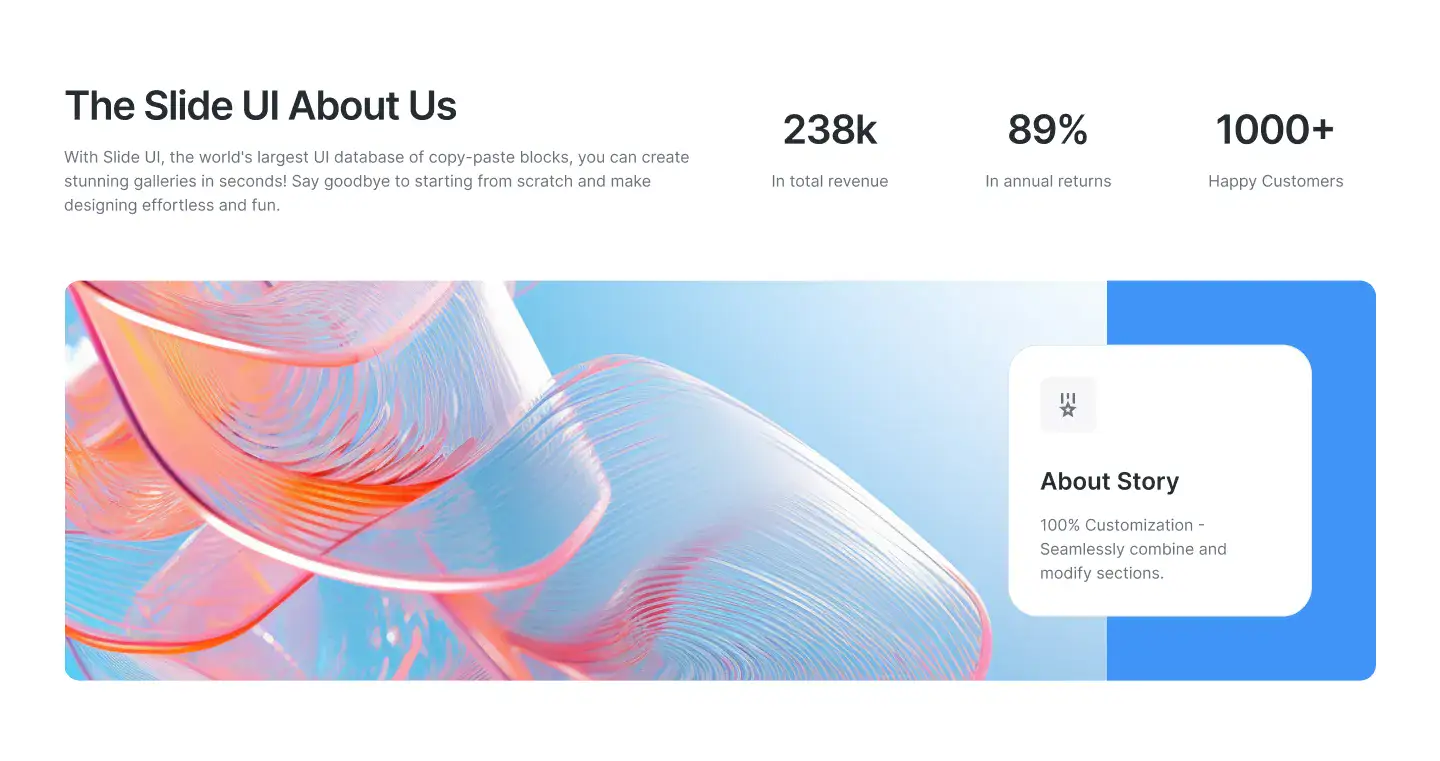 The Slide UI About Us
With Slide UI, the world's largest UI database of copy-paste blocks, you can create
stunning galleries in seconds! Say goodbye to starting from scratch and make
designing effortless and fun.
238k
In total revenue
89%
In annual returns
1000+
Happy Customers
About Story
100% Customization -
Seamlessly combine and
modify sections.